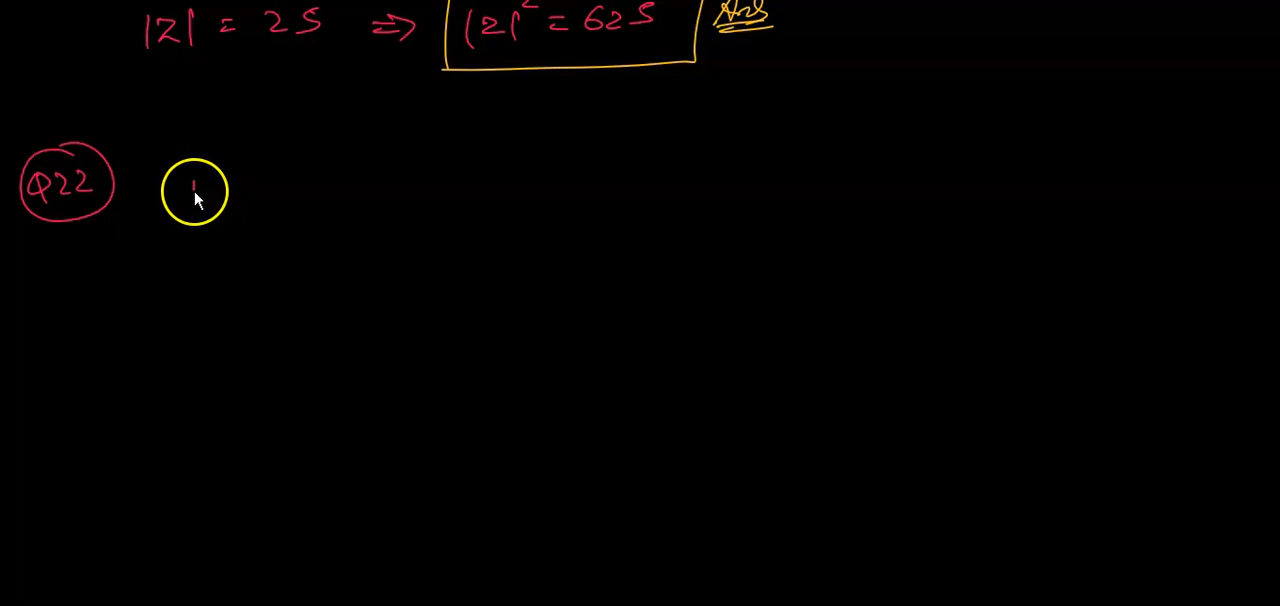 |z| = 25 ⇒ |z|² = 625 Ans
Q22